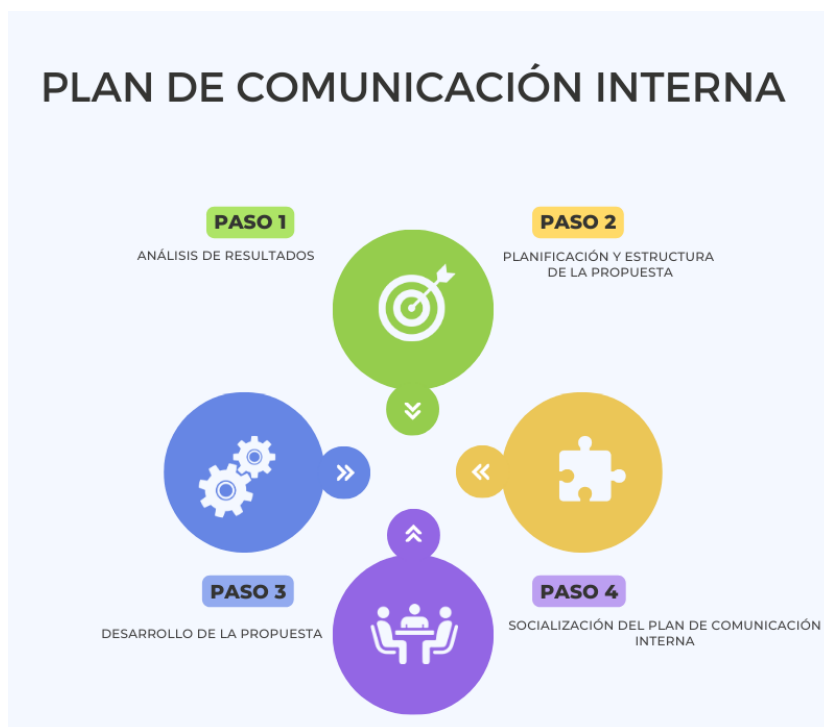 PLAN DE COMUNICACIÓN INTERNA
PASO 1
ANÁLISIS DE RESULTADOS
PASO 2
PLANIFICACIÓN Y ESTRUCTURA
DE LA PROPUESTA
PASO 3
DESARROLLO DE LA PROPUESTA
PASO 4
SOCIALIZACIÓN DEL PLAN DE COMUNICACIÓN
INTERNA